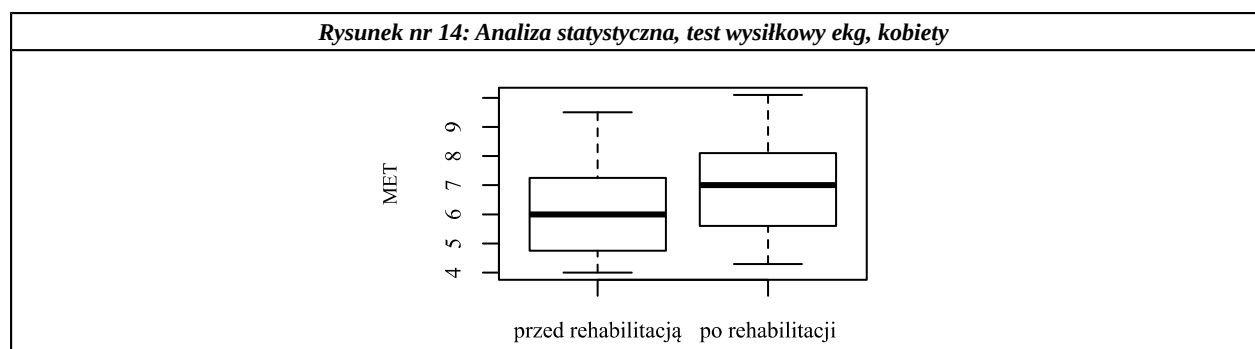 Rysunek nr 14: Analiza statystyczna, test wysiłkowy ekg, kobiety
MET
9
8
7
6
5
4
przed rehabilitacją po rehabilitacji